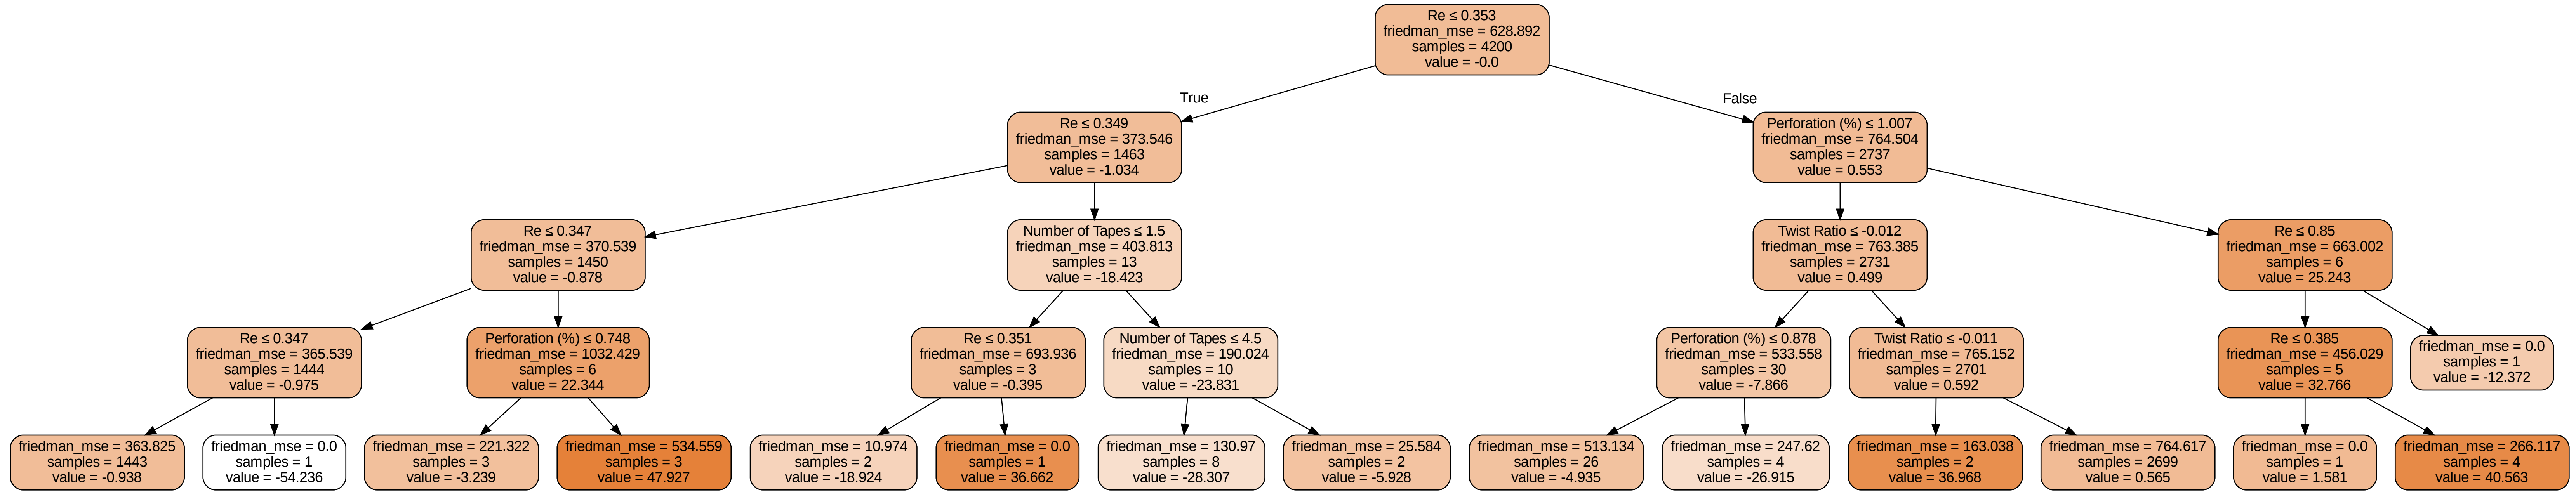 Re ≤ 0.353
friedman_mse = 628.892
samples = 4200
value = -0.0
True
False
Re ≤ 0.349
friedman_mse = 373.546
samples = 1463
value = -1.034
Perforation (%) ≤ 1.007
friedman_mse = 764.504
samples = 2737
value = 0.553
Re ≤ 0.347
friedman_mse = 370.539
samples = 1450
value = -0.878
Number of Tapes ≤ 1.5
friedman_mse = 403.813
samples = 13
value = -18.423
Twist Ratio ≤ -0.012
friedman_mse = 763.385
samples = 2731
value = 0.499
Re ≤ 0.85
friedman_mse = 663.002
samples = 6
value = 25.243
Re ≤ 0.347
friedman_mse = 365.539
samples = 1444
value = -0.975
Perforation (%) ≤ 0.748
friedman_mse = 1032.429
samples = 6
value = 22.344
Re ≤ 0.351
friedman_mse = 693.936
samples = 3
value = -0.395
Number of Tapes ≤ 4.5
friedman_mse = 190.024
samples = 10
value = -23.831
Perforation (%) ≤ 0.878
friedman_mse = 533.558
samples = 30
value = -7.866
Twist Ratio ≤ -0.011
friedman_mse = 765.152
samples = 2701
value = 0.592
Re ≤ 0.385
friedman_mse = 456.029
samples = 5
value = 32.766
friedman_mse = 0.0
samples = 1
value = -12.372
friedman_mse = 363.825
samples = 1443
value = -0.938
friedman_mse = 0.0
samples = 1
value = -54.236
friedman_mse = 221.322
samples = 3
value = -3.239
friedman_mse = 534.559
samples = 3
value = 47.927
friedman_mse = 10.974
samples = 2
value = -18.924
friedman_mse = 0.0
samples = 1
value = 36.662
friedman_mse = 130.97
samples = 8
value = -28.307
friedman_mse = 25.584
samples = 2
value = -5.928
friedman_mse = 513.134
samples = 26
value = -4.935
friedman_mse = 247.62
samples = 4
value = -26.915
friedman_mse = 163.038
samples = 2
value = 36.968
friedman_mse = 764.617
samples = 2699
value = 0.565
friedman_mse = 0.0
samples = 1
value = 1.581
friedman_mse = 266.117
samples = 4
value = 40.563